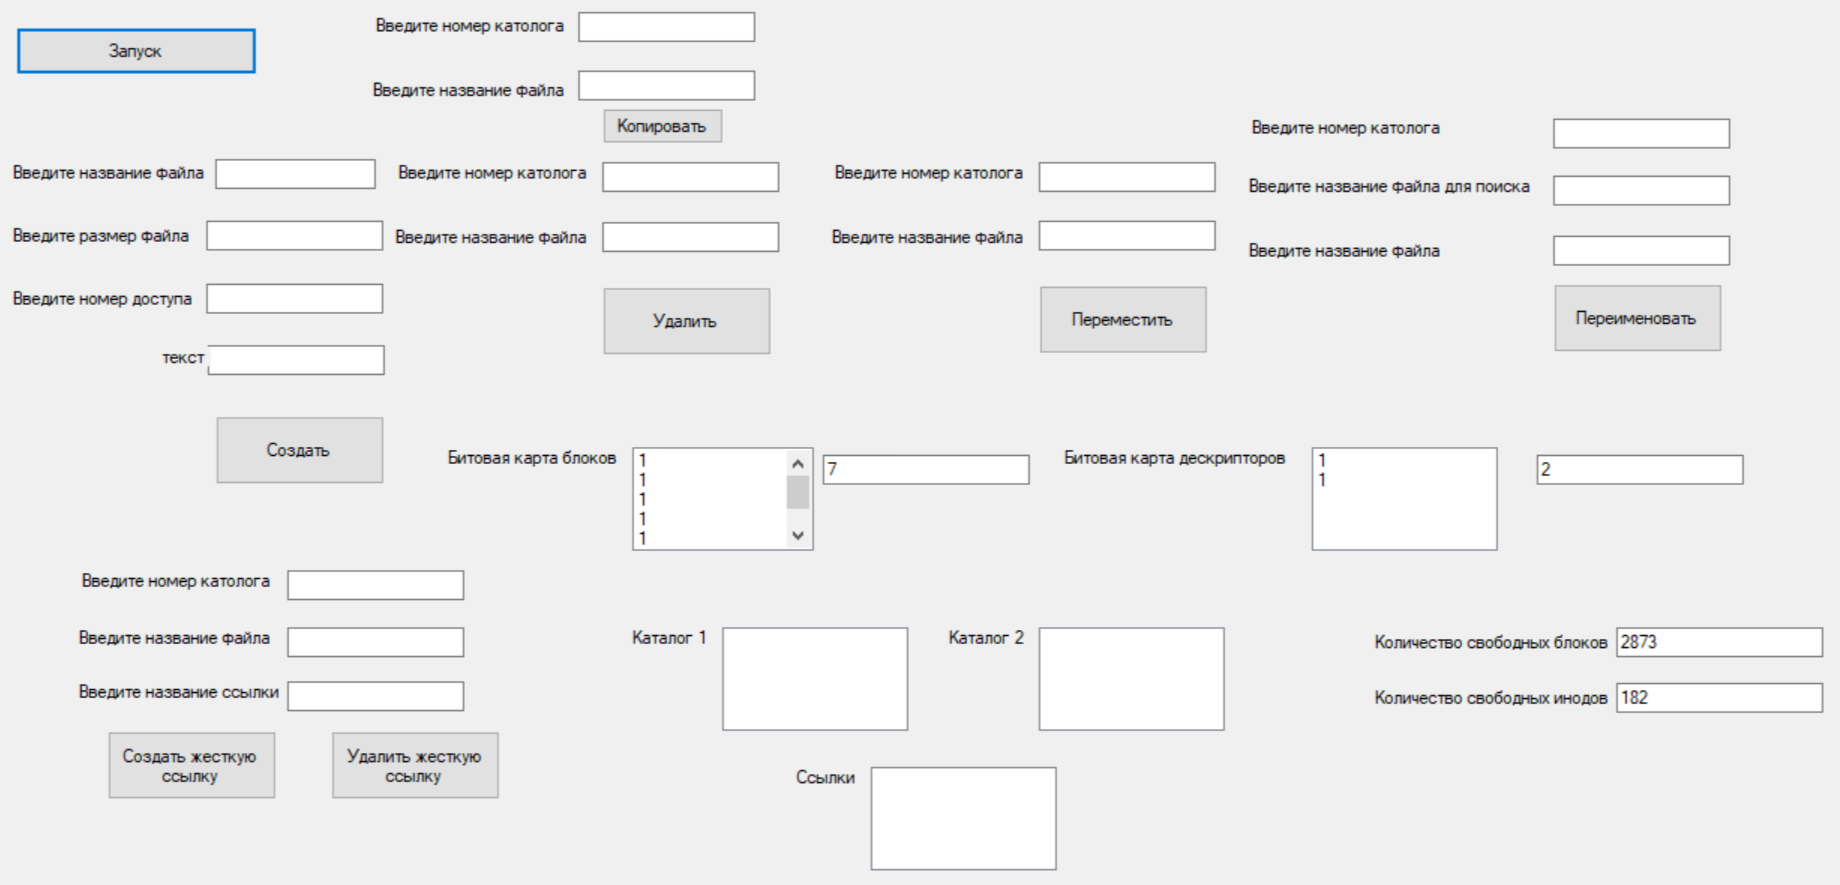 Запуск
Введите номер католога
Введите название файла
Копировать
Введите название файла
Введите размер файла
Введите номер доступа
текст
Создать
Введите номер католога
Введите название файла
Удалить
Введите номер католога
Введите название файла
Переместить
Введите номер католога
Введите название файла для поиска
Введите название файла
Переименовать
Битовая карта блоков
1
1
1
1
1
7
Битовая карта дескрипторов
1
1
2
Введите номер католога
Введите название файла
Введите название ссылки
Создать жесткую
ссылку
Удалить жесткую
ссылку
Каталог 1
Каталог 2
Ссылки
Количество свободных блоков 2873
Количество свободных инодов 182